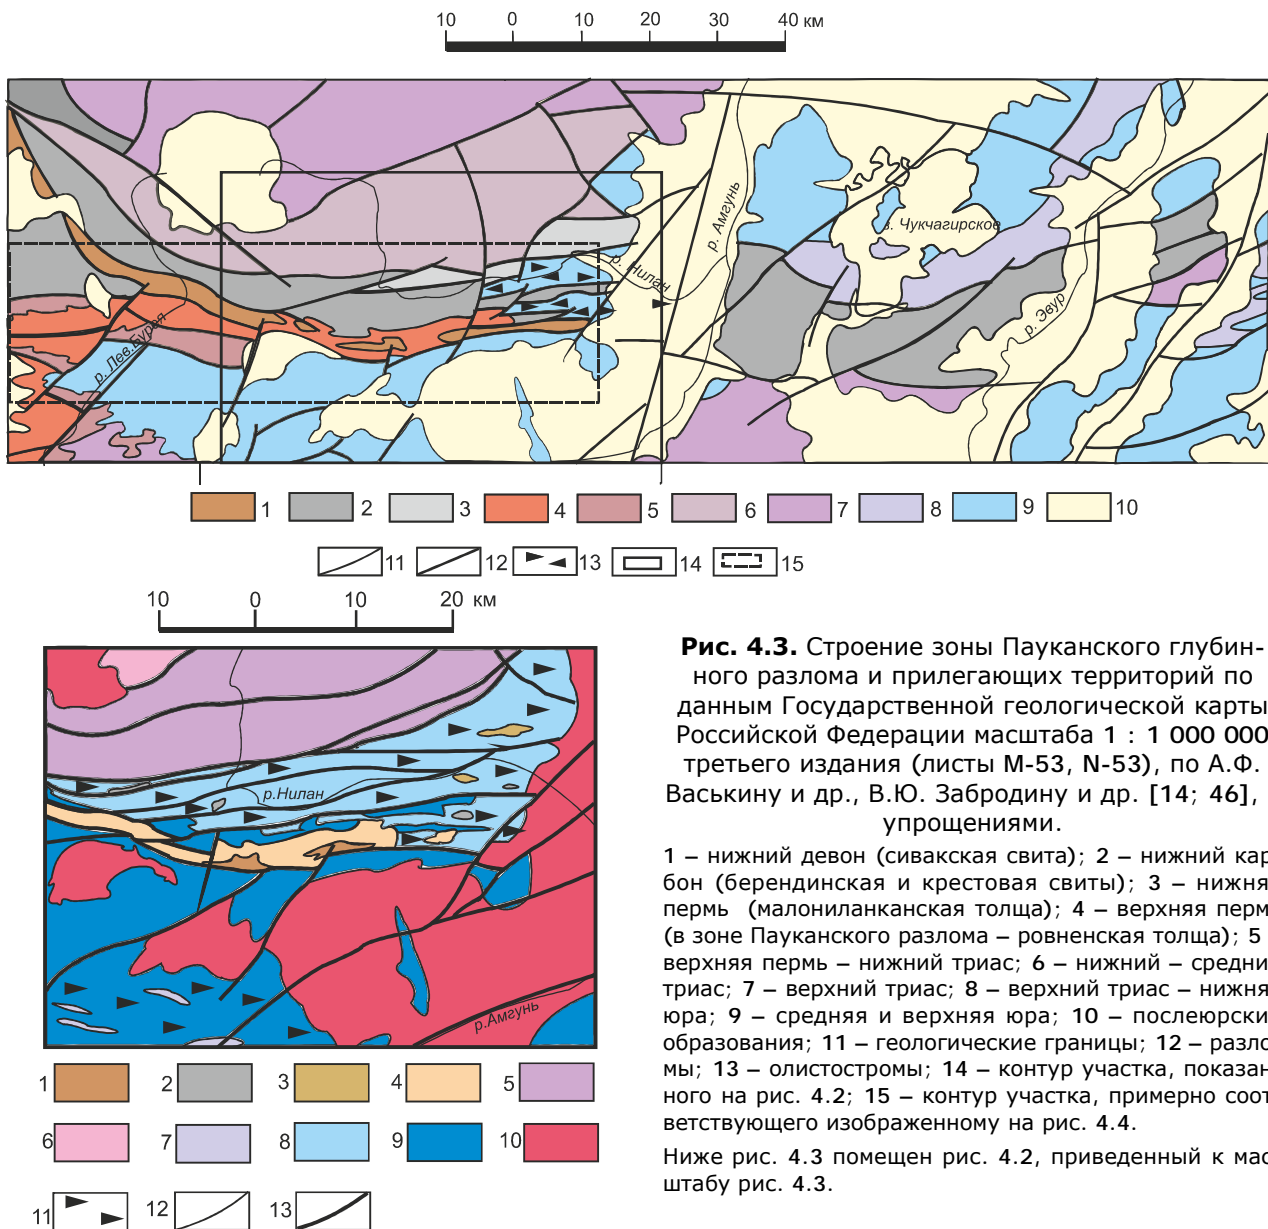 10 0 10 20 30 40 км
р. Амгунь
з. Чукчагирское
р. Нилан
р. Эвур
р. Лев.Бурея
1 2 3 4 5 6 7 8 9 10
11 12 13 14 15
10 0 10 20 км
р.Нилан
р.Амгунь
1 2 3 4 5
6 7 8 9 10
11 12 13
Рис. 4.3. Строение зоны Пауканского глубин-
ного разлома и прилегающих территорий по
данным Государственной геологической карты
Российской Федерации масштаба 1 : 1 000 000
третьего издания (листы M-53, N-53), по А.Ф.
Васькину и др., В.Ю. Забродину и др. [14; 46],
упрощениями.
1 – нижний девон (сивакская свита); 2 – нижний кар
бон (берендинская и крестовая свиты); 3 – нижня
пермь (малониланканская толща); 4 – верхняя перм
(в зоне Пауканского разлома – ровненская толща); 5
верхняя пермь – нижний триас; 6 – нижний – средни
триас; 7 – верхний триас; 8 – верхний триас – нижня
юра; 9 – средняя и верхняя юра; 10 – послеюрски
образования; 11 – геологические границы; 12 – разло
мы; 13 – олистостромы; 14 – контур участка, показан
ного на рис. 4.2; 15 – контур участка, примерно соот
ветствующего изображенному на рис. 4.4.
Ниже рис. 4.3 помещен рис. 4.2, приведенный к мас
штабу рис. 4.3.